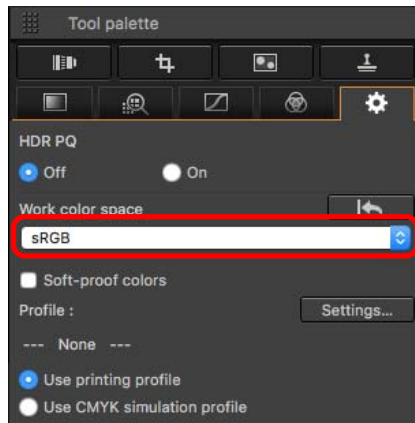 Tool palette
HDR PQ
Off On
Work color space
sRGB
Soft-proof colors
Profile : Settings...
--- None ---
Use printing profile
Use CMYK simulation profile